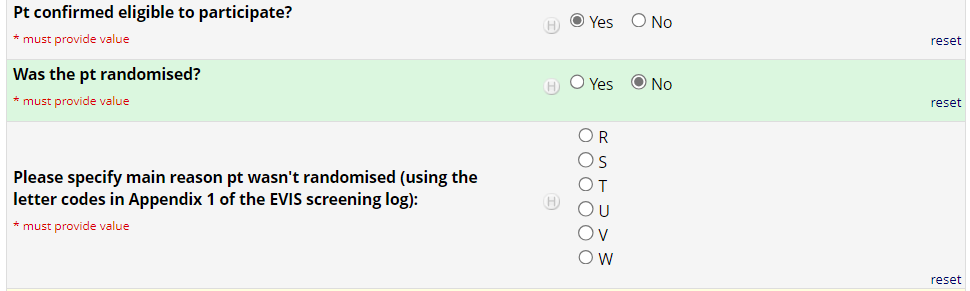 Pt confirmed eligible to participate?
H Yes No
* must provide value
reset
Was the pt randomised?
H Yes No
* must provide value
reset
Please specify main reason pt wasn't randomised (using the
letter codes in Appendix 1 of the EVIS screening log):
* must provide value
H
R
S
T
U
V
W
reset